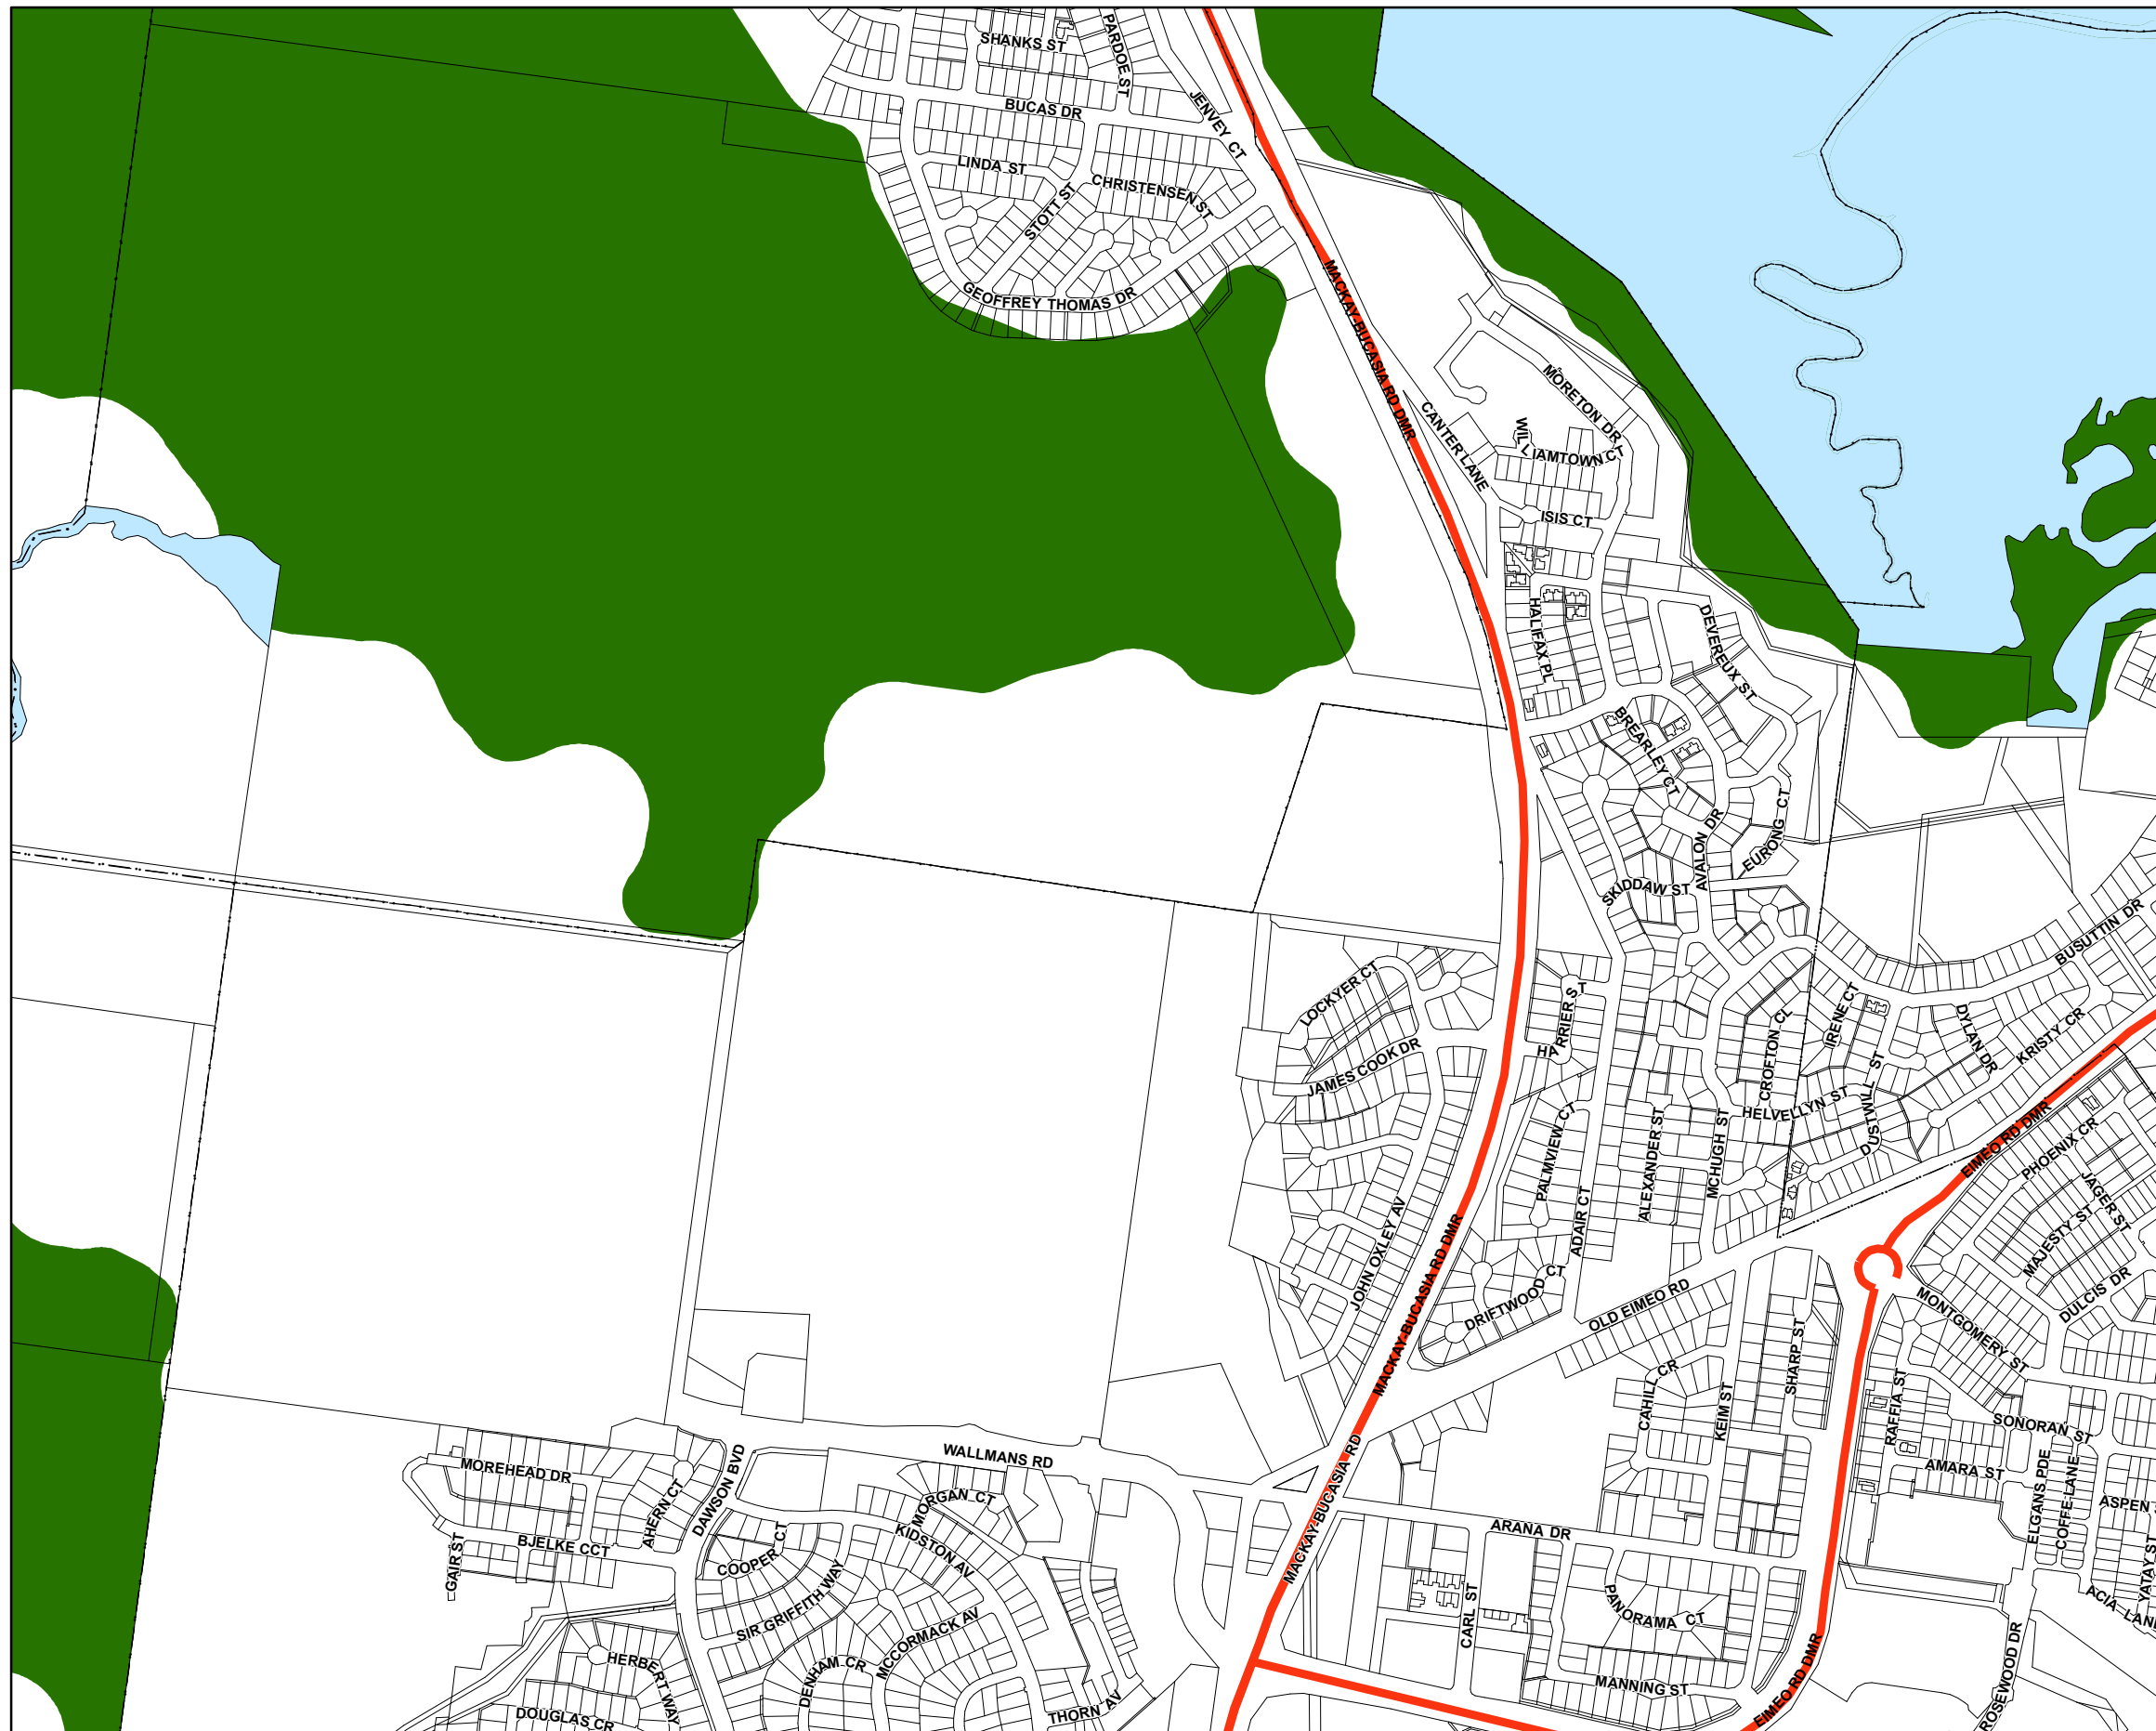 SHANKS ST
PARDOE ST
BUCAS DR
JENVEY CT
LINDA ST
CHRISTENSEN ST
STOTT ST
GEOFFREY THOMAS DR
MACKAY-BUCASIA RD DMR
MORETON DR
CANTER LANE
WILLIAMTOWN CT
ISIS CT
HALIFAX PL
DEVEREUX ST
BREARLEY CT
AVALON DR
EURONG CT
SKIDDAW ST
BUSUTTIN DR
LOCKYER CT
HARRIER ST
JAMES COOK DR
IRENE CT
CROFTON CL
DYLAN DR
KRISTY CR
HELVELLYN ST
DUSTWILL ST
EIMEO RD DMR
PHOENIX CR
PALMVIEW CT
ALEXANDER ST
MCHUGH ST
JAGER ST
MAJESTY ST
ADAIR CT
JOHN OXLEY AV
MACKAY-BUCASIA RD DMR
DRIFTWOOD CT
OLD EIMEO RD
DULCIS DR
MONTGOMERY ST
SHARP ST
CAHILL CR
KEIM ST
RAFFIA ST
SONORAN ST
WALLMANS RD
MOREHEAD DR
DAWSON BVD
AHERN CT
MORGAN CT
MACKAY-BUCASIA RD
AMARA ST
ELGANS PDE
COFFE LANE
ASPEN
ARANA DR
KIDSTON AV
COOPER CT
BJELKE CCT
GAIR ST
SIR GRIFFITH WAY
MCCORMACK AV
CARL ST
PANORAMA CT
YATAY ST
ACIA LANE
HERBERT WAY
DENHAM CR
THORN AV
MANNING ST
EIMEO RD DMR
ROSEWOOD DR
DOUGLAS CR